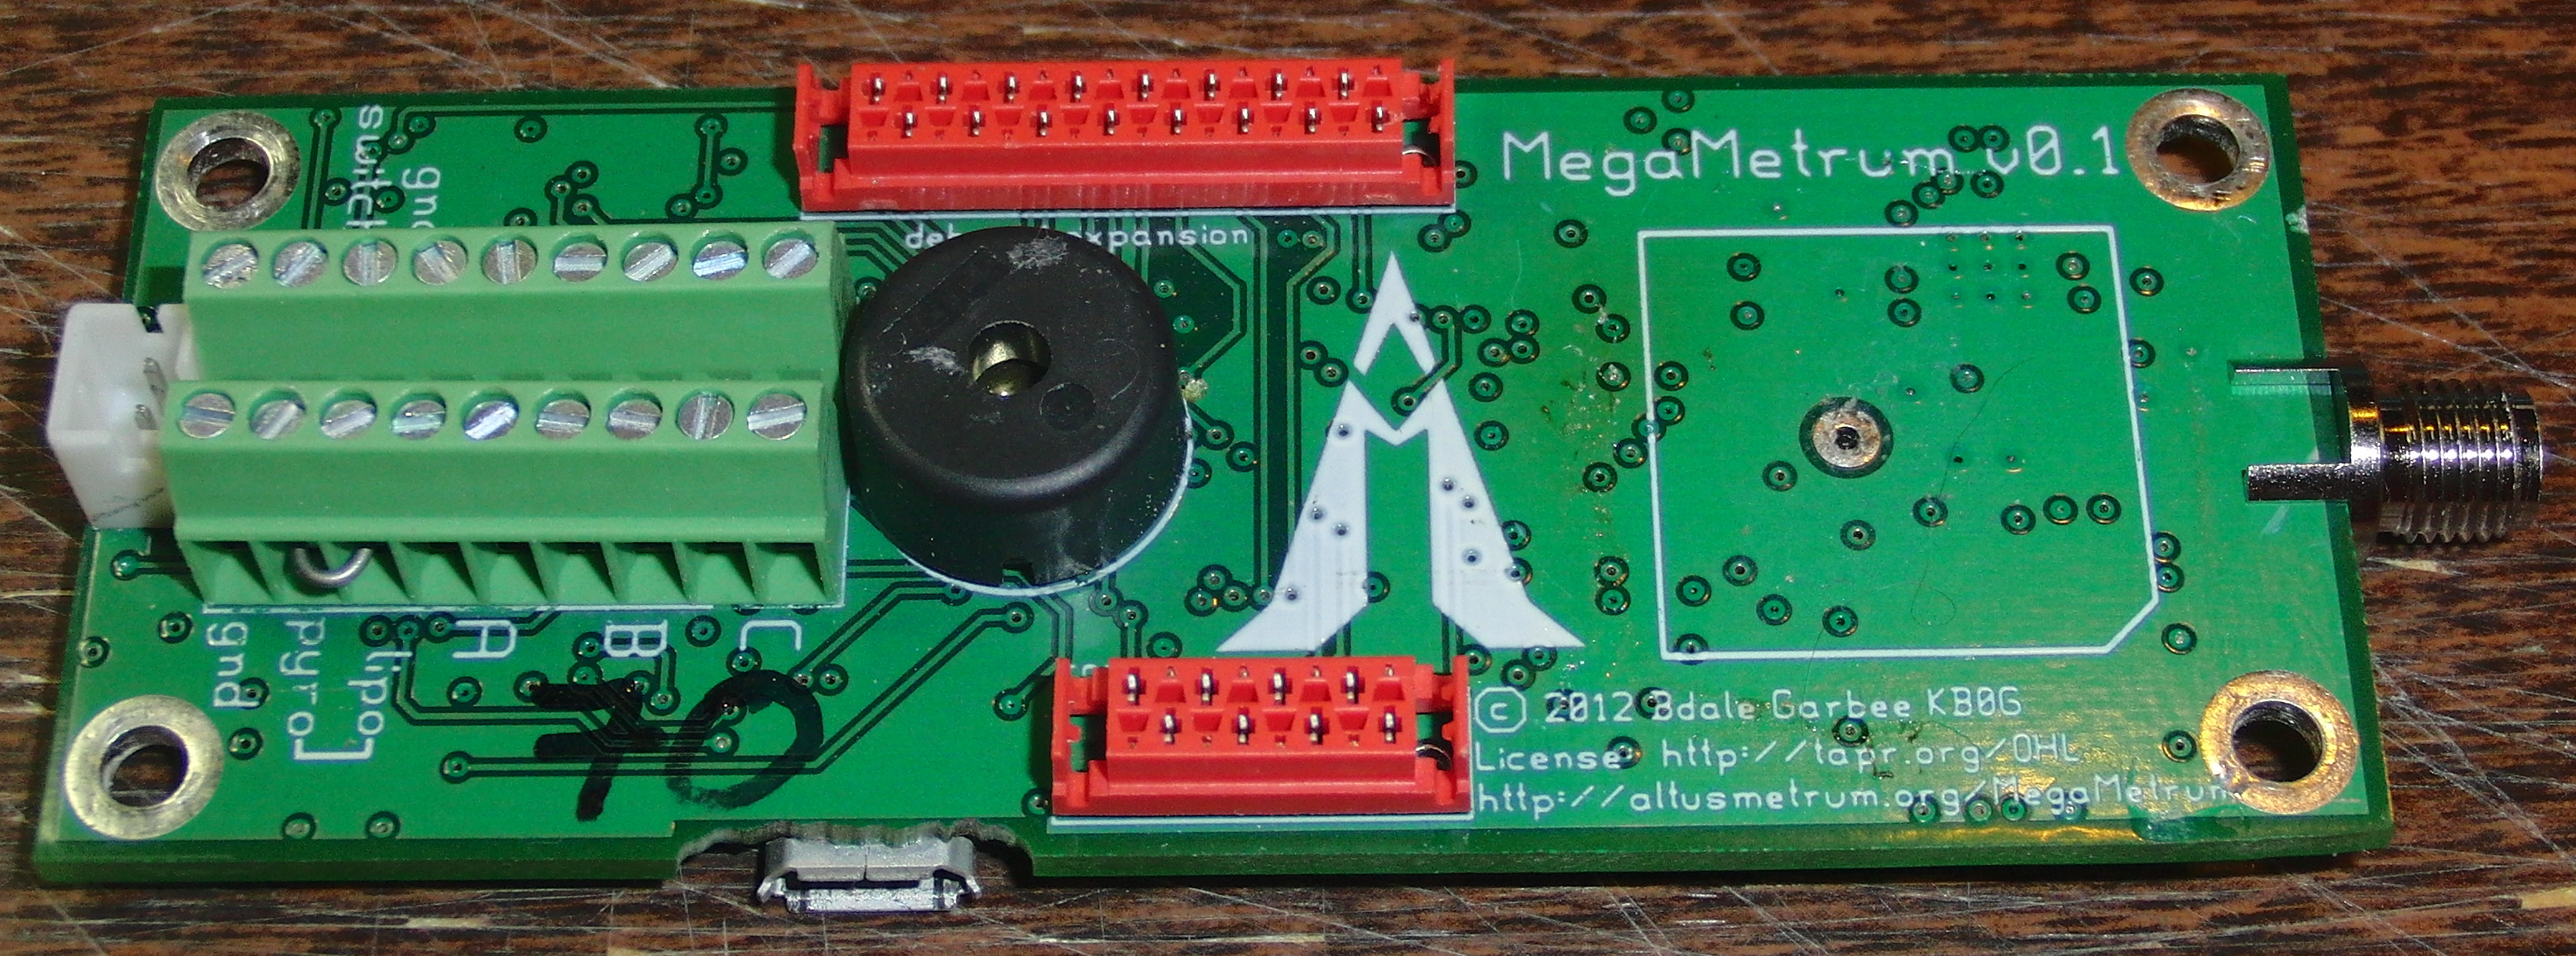 switch
gnd
MegaMetrum v0.1
expansion
gnd
pyro
lipo
A
B
C
70
© 2012 Bdale Garbee KB0G
License: http://tapr.org/OHL
http://altusmetrum.org/MegaMetrum